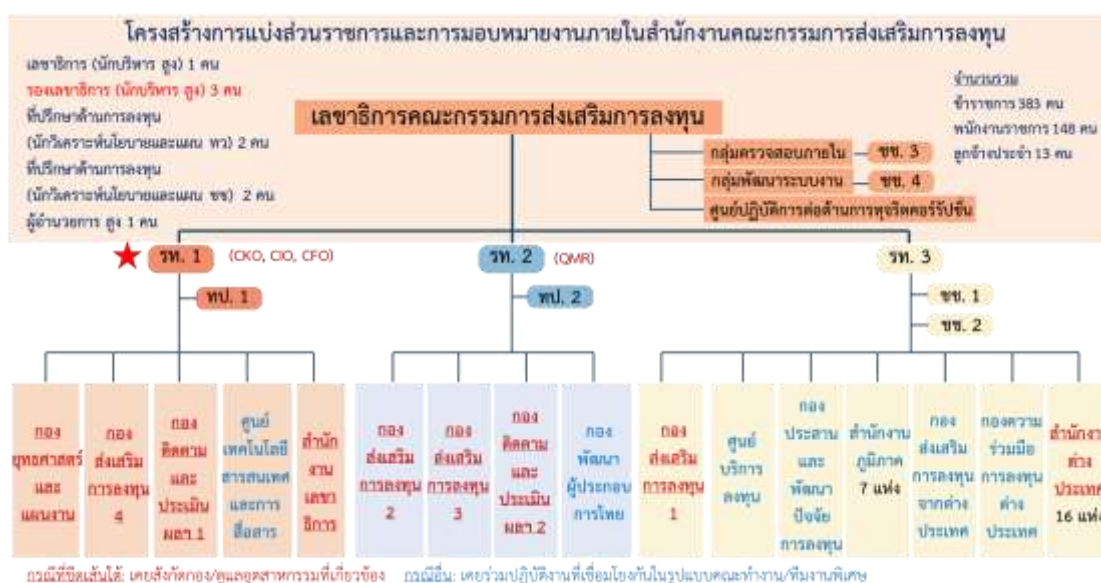 โครงสร้างการแบ่งส่วนราชการและการมอบหมายงานภายในสำนักงานคณะกรรมการส่งเสริมการลงทุน
เลขาธิการ (นักบริหาร สูง) 1 คน
รองเลขาธิการ (นักบริหาร สูง) 3 คน
ที่ปรึกษาด้านการลงทุน
(นักวิเคราะห์นโยบายและแผน ทว) 2 คน
ที่ปรึกษาด้านการลงทุน
(นักวิเคราะห์นโยบายและแผน ชช) 2 คน
ผู้อำนวยการ สูง 1 คน
จำนวนรวม
ข้าราชการ 383 คน
พนักงานราชการ 148 คน
ลูกจ้างประจำ 13 คน
เลขาธิการคณะกรรมการส่งเสริมการลงทุน
กลุ่มตรวจสอบภายใน
ชช. 3
กลุ่มพัฒนาระบบงาน
ชช. 4
ศูนย์ปฏิบัติการต่อต้านการทุจริตคอร์รัปชั่น
รท. 1
(CKO, CIO, CFO)
รท. 2
(QMR)
รท. 3
ทป. 1
ทป. 2
ชช. 1
ชช. 2
กอง
ยุทธศาสตร์
และ
แผนงาน
กอง
ส่งเสริม
การลงทุน
4
กอง
ติดตาม
และ
ประเมิน
ผลฯ 1
ศูนย์
เทคโนโลยี
สารสนเทศ
และการ
สื่อสาร
สำนัก
งานเลขา
ธิการ
กอง
ส่งเสริม
การลงทุน
2
กอง
ส่งเสริม
การลงทุน
3
กอง
ติดตาม
และ
ประเมิน
ผลฯ 2
กอง
พัฒนา
ผู้ประกอบ
การไทย
กอง
ส่งเสริม
การลงทุน
1
ศูนย์
บริการ
ลงทุน
กอง
ประสาน
และ
พัฒนา
ปัจจัย
การลงทุน
สำนักงาน
ภูมิภาค
7 แห่ง
กอง
ส่งเสริม
การลงทุน
จากต่าง
ประเทศ
กองความ
ร่วมมือ
การลงทุน
ต่าง
ประเทศ
สำนักงาน
ต่าง
ประเทศ
16 แห่ง
กรณีที่ขีดเส้นใต้: เคยสังกัดกอง/ดูแลอุตสาหกรรมที่เกี่ยวข้อง กรณีอื่น: เคยร่วมปฏิบัติงานที่เชื่อมโยงกันในรูปแบบคณะทำงาน/ทีมงานพิเศษ